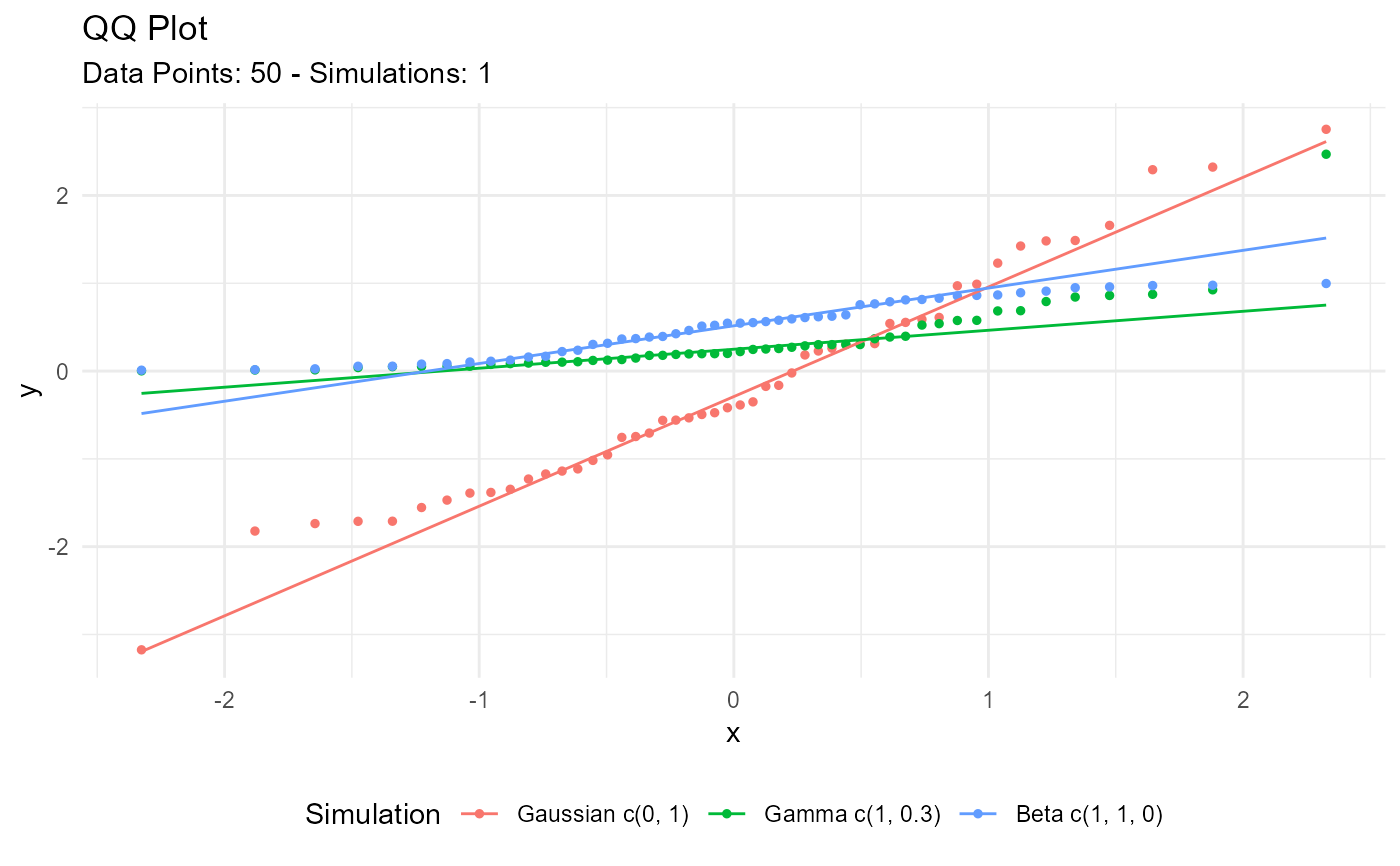 QQ Plot
Data Points: 50 - Simulations: 1
y
2
0
-2
-2 -1 0 1 2
x
Simulation Gaussian c(0, 1) Gamma c(1, 0.3) Beta c(1, 1, 0)